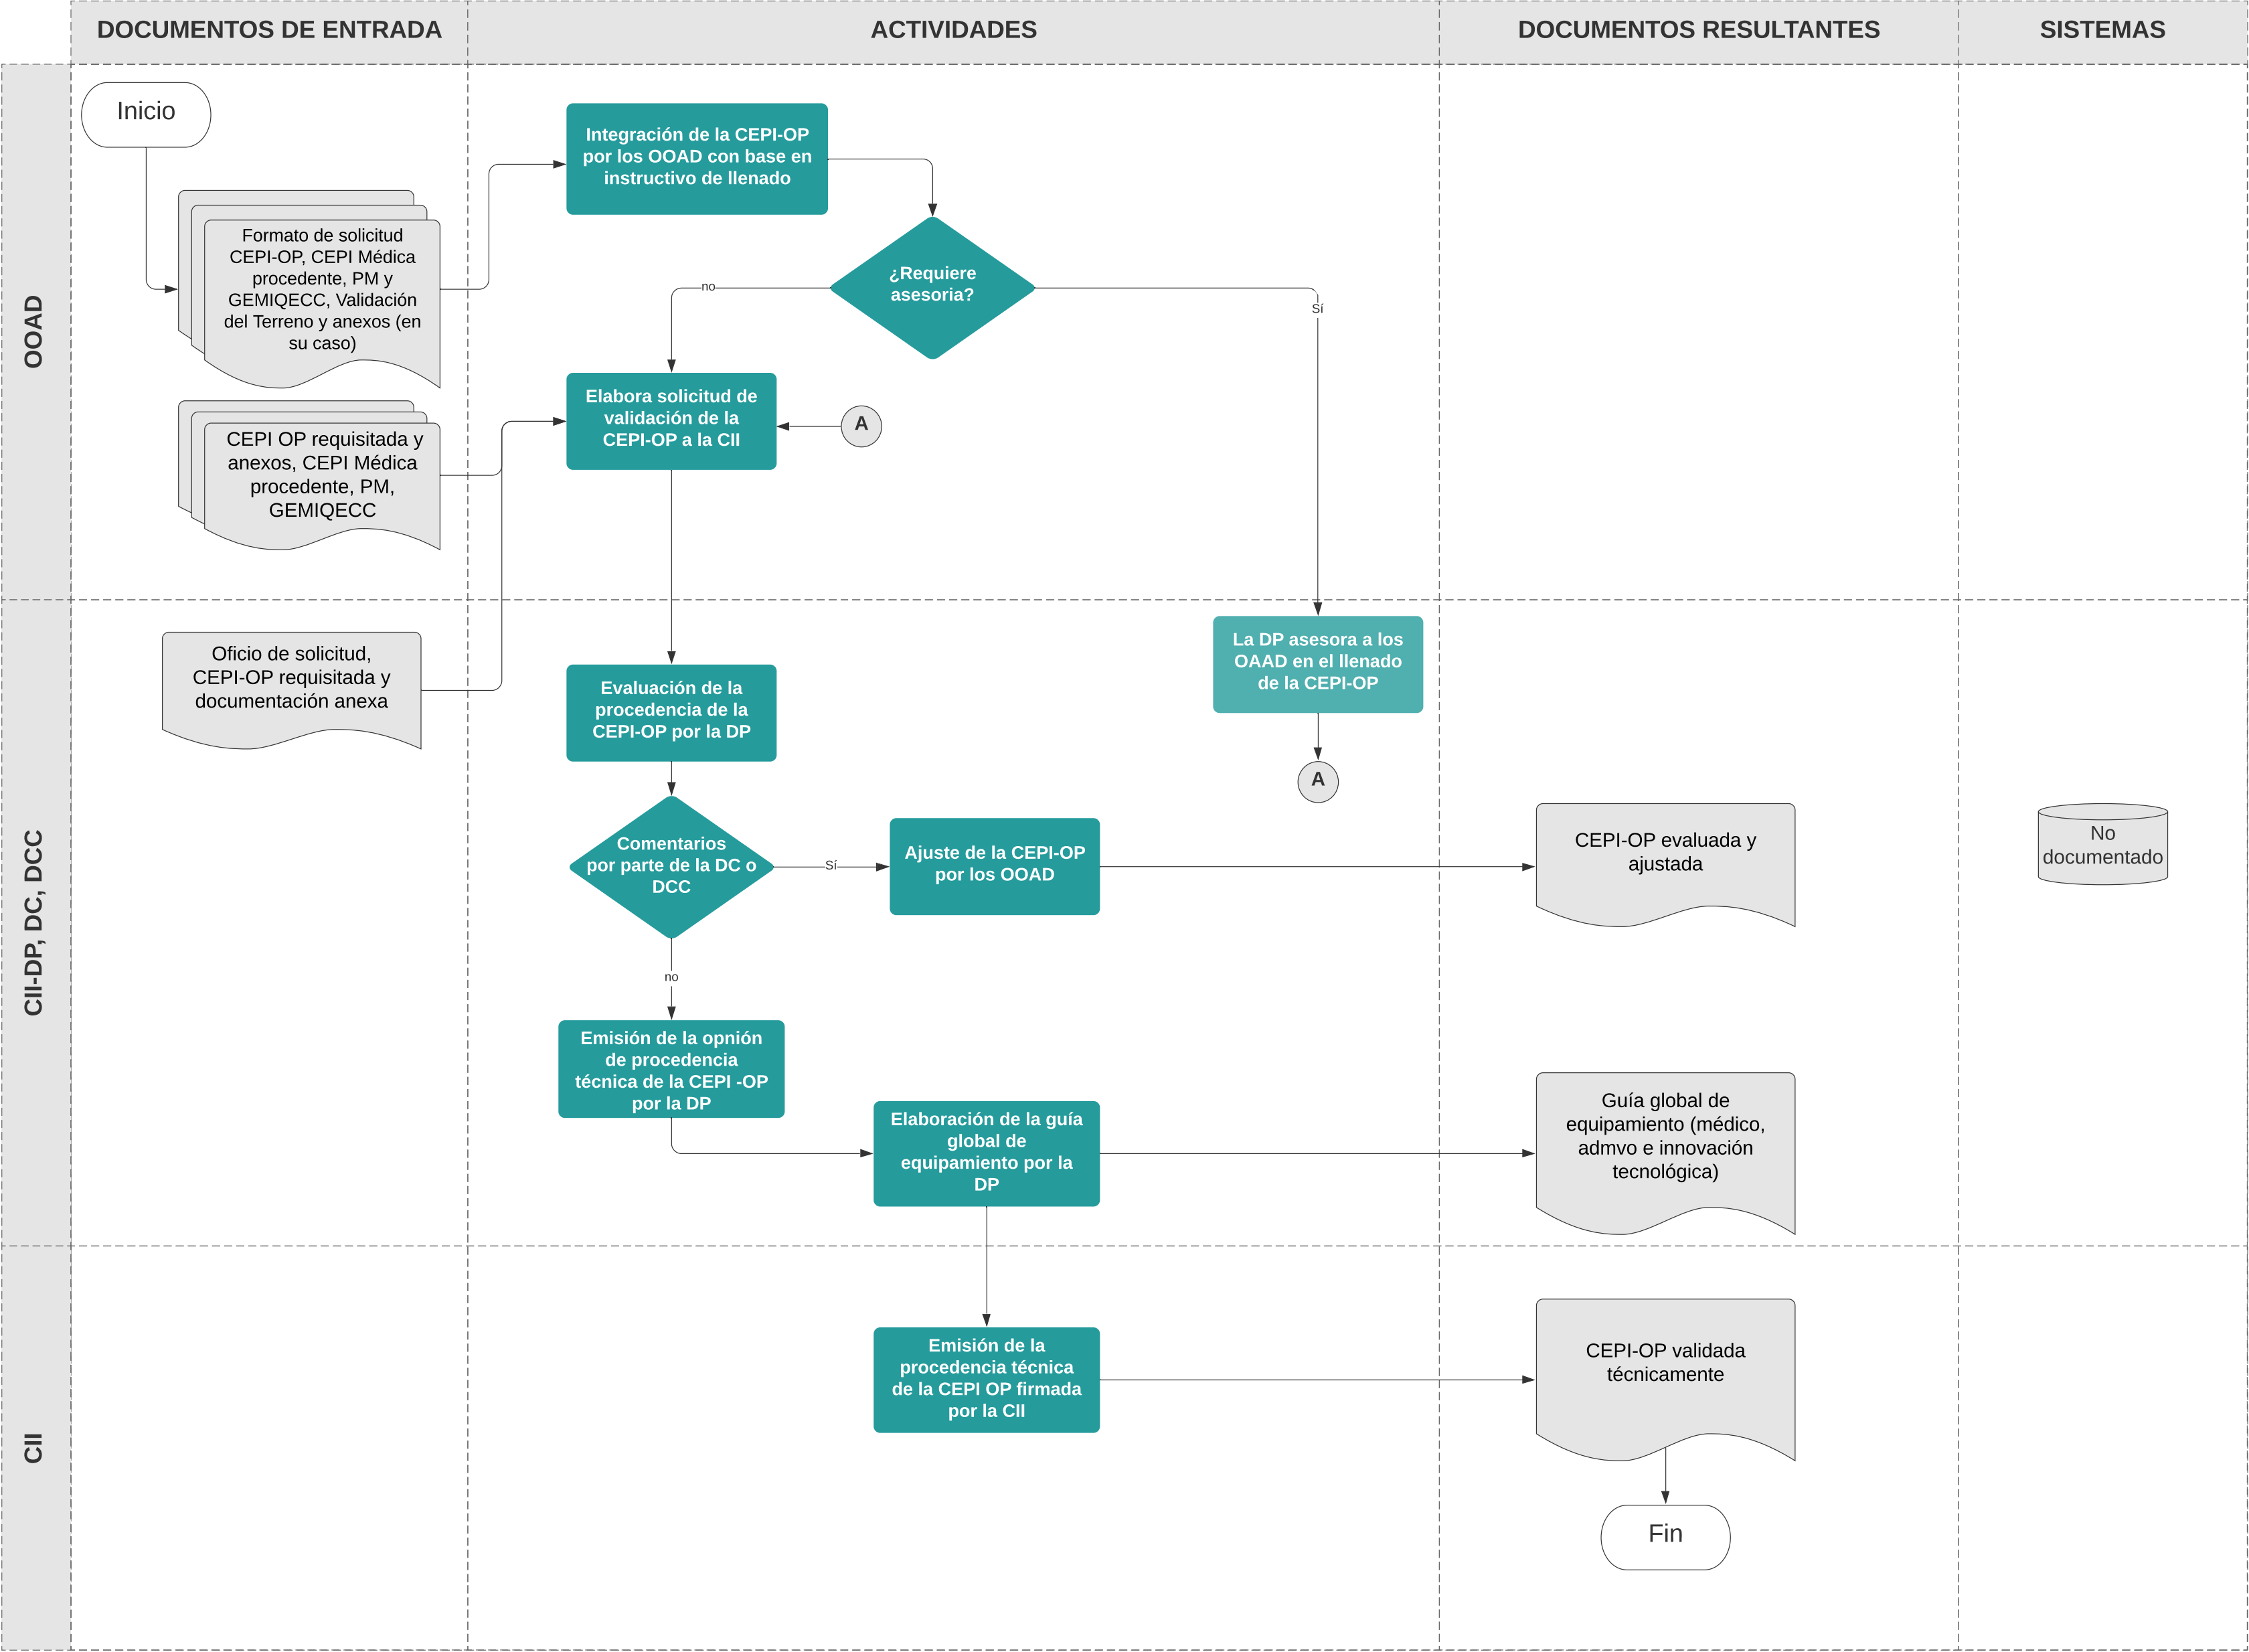 DOCUMENTOS DE ENTRADA
ACTIVIDADES
DOCUMENTOS RESULTANTES
SISTEMAS
OOAD
Inicio
Formato de solicitud
CEPI-OP, CEPI Médica
procedente, PM y
GEMIQECC, Validación
del Terreno y anexos (en
su caso)
Integración de la CEPI-OP
por los OOAD con base en
instructivo de llenado
¿Requiere
asesoria?
no
Sí
CEPI OP requisitada y
anexos, CEPI Médica
procedente, PM,
GEMIQECC
Elabora solicitud de
validación de la
CEPI-OP a la CII
A
CII-DP, DC, DCC
Oficio de solicitud,
CEPI-OP requisitada y
documentación anexa
Evaluación de la
procedencia de la
CEPI-OP por la DP
La DP asesora a los
OAAD en el llenado
de la CEPI-OP
A
Comentarios
por parte de la DC o
DCC
Sí
Ajuste de la CEPI-OP
por los OOAD
CEPI-OP evaluada y
ajustada
No
documentado
no
Emisión de la opnión
de procedencia
técnica de la CEPI -OP
por la DP
Elaboración de la guía
global de
equipamiento por la
DP
Guía global de
equipamiento (médico,
admvo e innovación
tecnológica)
CII
Emisión de la
procedencia técnica
de la CEPI OP firmada
por la CII
CEPI-OP validada
técnicamente
Fin